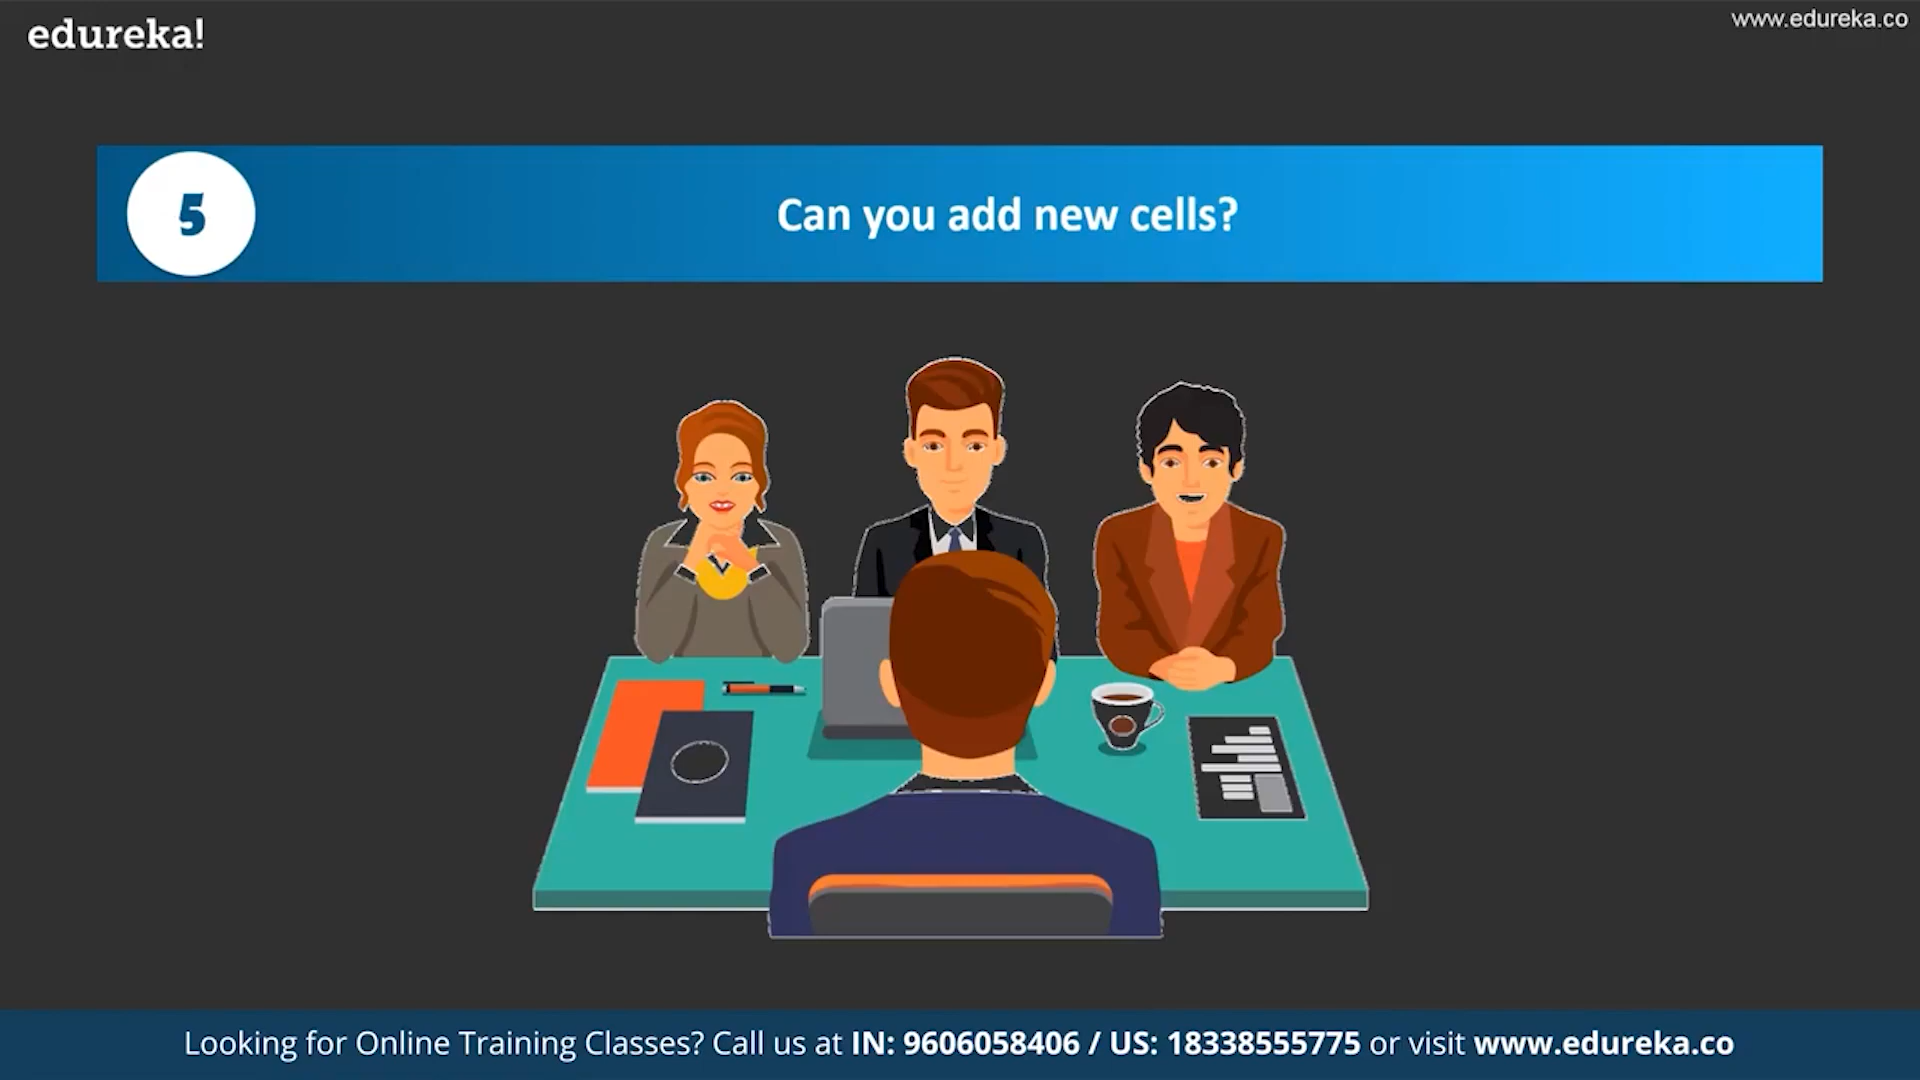 edureka!
www.edureka.co
5
Can you add new cells?
Looking for Online Training Classes? Call us at IN: 9606058406 / US: 18338555775 or visit www.edureka.co